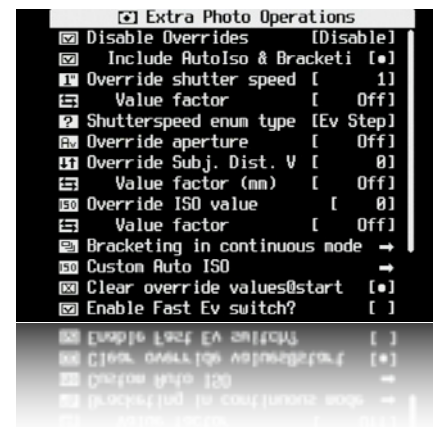 Extra Photo Operations
Disable Overrides [Disable]
Include AutoIso & Bracketi [•]
Override shutter speed [ 1]
Value factor [ Off]
Shutterspeed enum type [Ev Step]
Override aperture [ Off]
Override Subj. Dist. V [ 0]
Value factor (mm) [ Off]
Override ISO value [ 0]
Value factor [ Off]
Bracketing in continuous mode →
Custom Auto ISO →
Clear override values@start [•]
Enable Fast Ev switch? [ ]